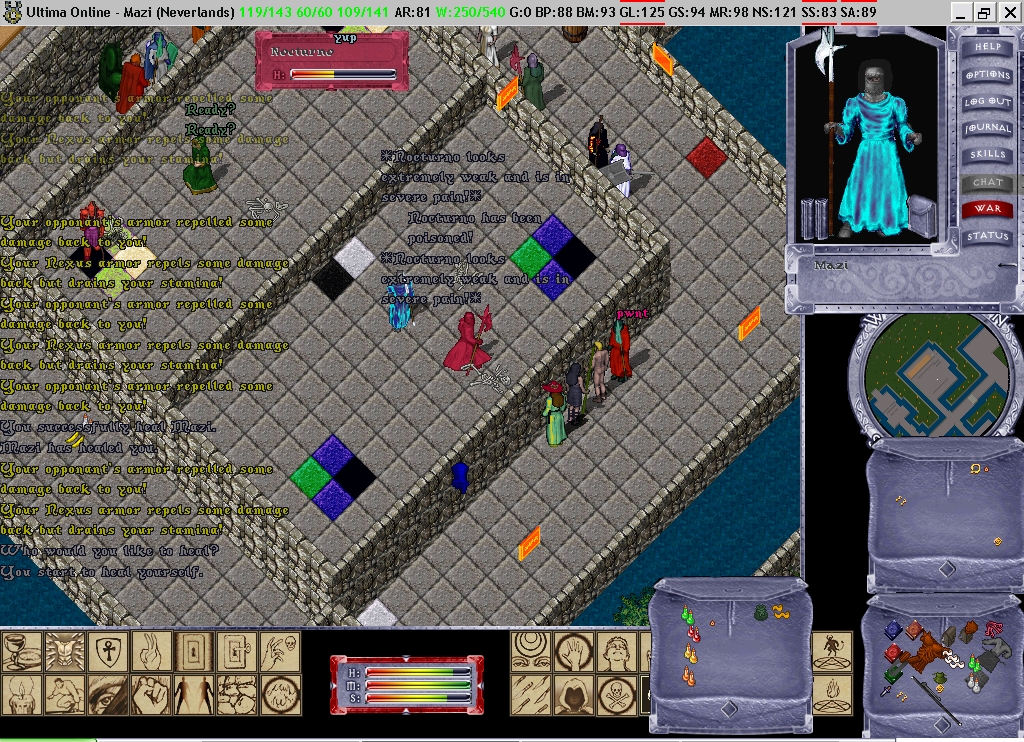 Ultima Online - Mazi (Neverlands) 119/143 60/60 109/141 AR:81 W:250/540 G:0 BP:88 BM:93 GL:125 GS:94 MR:98 NS:121 SS:83 SA:89
yup
Nocturno
H:
Your opponant's armor repelled some
damage back to you!
Your Nexus armor repels some damage
back but drains your stamina!
Ready?
Ready?
*Nocturno looks
extremely weak and is in
severe pain!*
Nocturno has been
poisoned!
*Nocturno looks
extremely weak and is in
severe pain!*
Your opponant's armor repelled some
damage back to you!
Your Nexus armor repels some damage
back but drains your stamina!
Your opponant's armor repelled some
damage back to you!
Your Nexus armor repels some damage
back but drains your stamina!
Your opponant's armor repelled some
damage back to you!
You successfully heal Mazi.
Mazi has healed you.
Your opponant's armor repelled some
damage back to you!
Your Nexus armor repels some damage
back but drains your stamina!
Who would you like to heal?
You start to heal yourself.
pwnt
HELP
OPTIONS
LOG OUT
JOURNAL
SKILLS
CHAT
WAR
STATUS
Mazi
H:
M:
S: